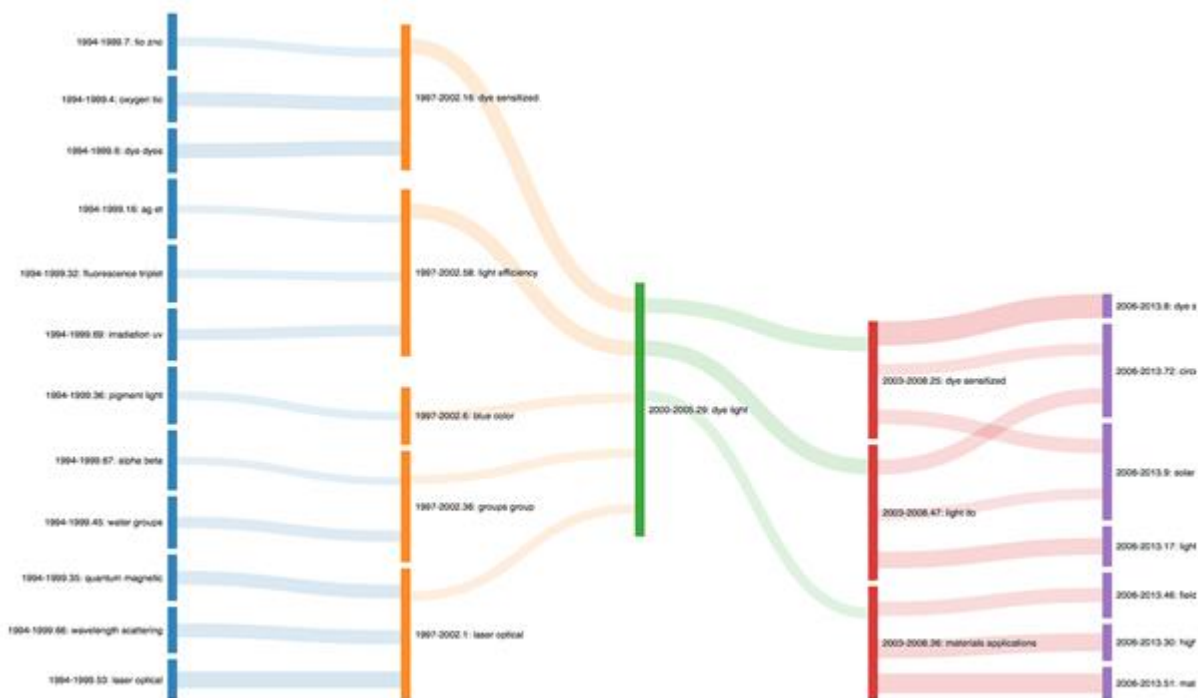 1994-1999.7: tio zno
1994-1999.4: oxygen tio
1994-1999.8: dye dyes
1994-1999.16: ag et
1994-1999.32: fluorescence triplet
1994-1999.69: irradiation uv
1994-1999.36: pigment light
1994-1999.67: alpha beta
1994-1999.45: water groups
1994-1999.35: quantum magnetic
1994-1999.66: wavelength scattering
1994-1999.53: laser optical
1997-2002.16: dye sensitized
1997-2002.58: light efficiency
1997-2002.6: blue color
1997-2002.36: groups group
1997-2002.1: laser optical
2000-2005.29: dye light
2003-2008.25: dye sensitized
2003-2008.47: light ito
2003-2008.36: materials applications
2006-2013.8: dye s
2006-2013.72: circu
2006-2013.9: solar
2006-2013.17: light
2006-2013.46: field
2006-2013.30: high
2006-2013.51: mat